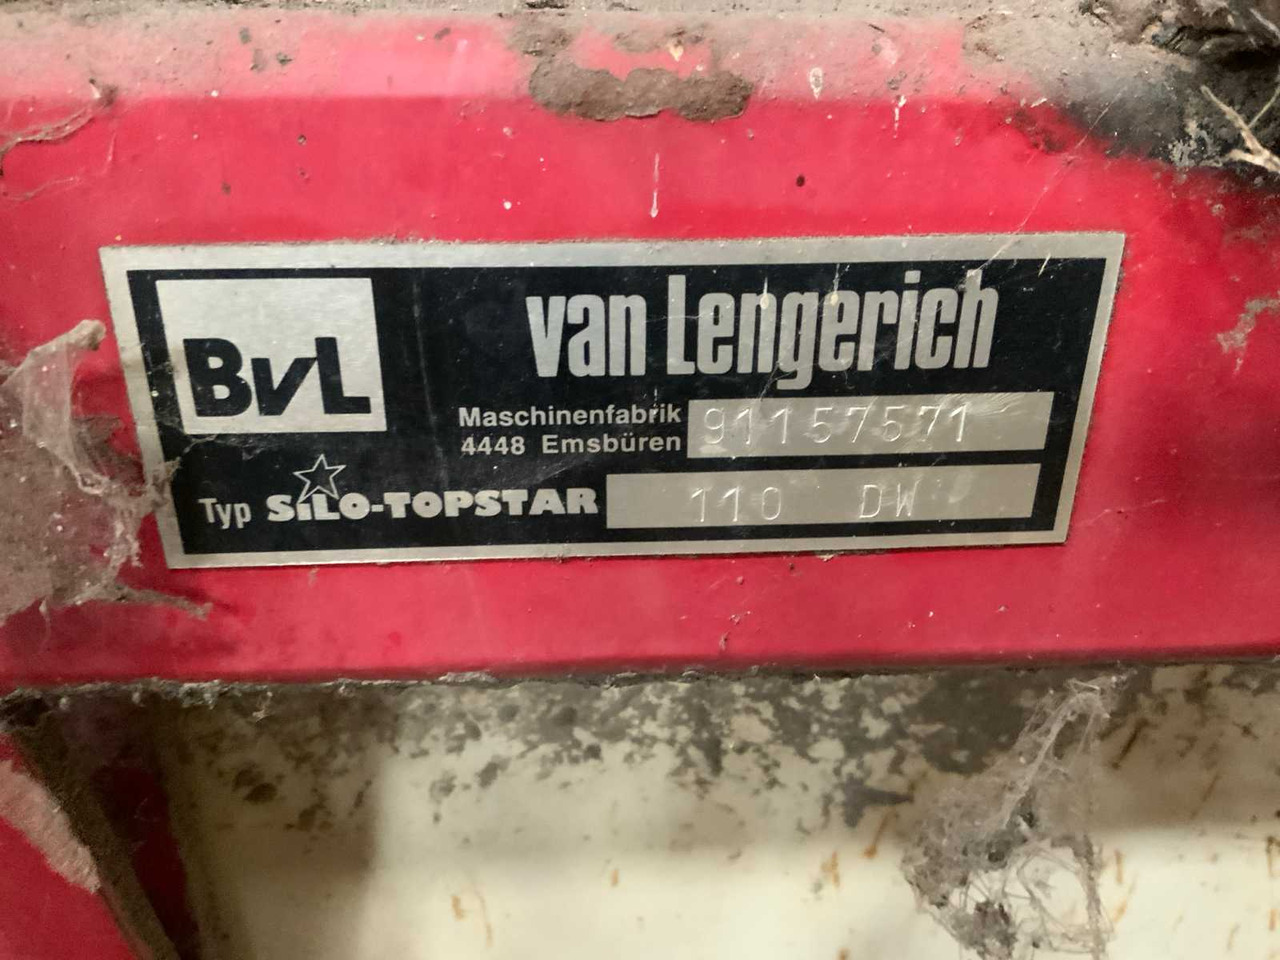 BvL
van Lengerich
Maschinenfabrik 91157571
4448 Emsbüren
Typ SiLO-TOPSTAR 110 DW